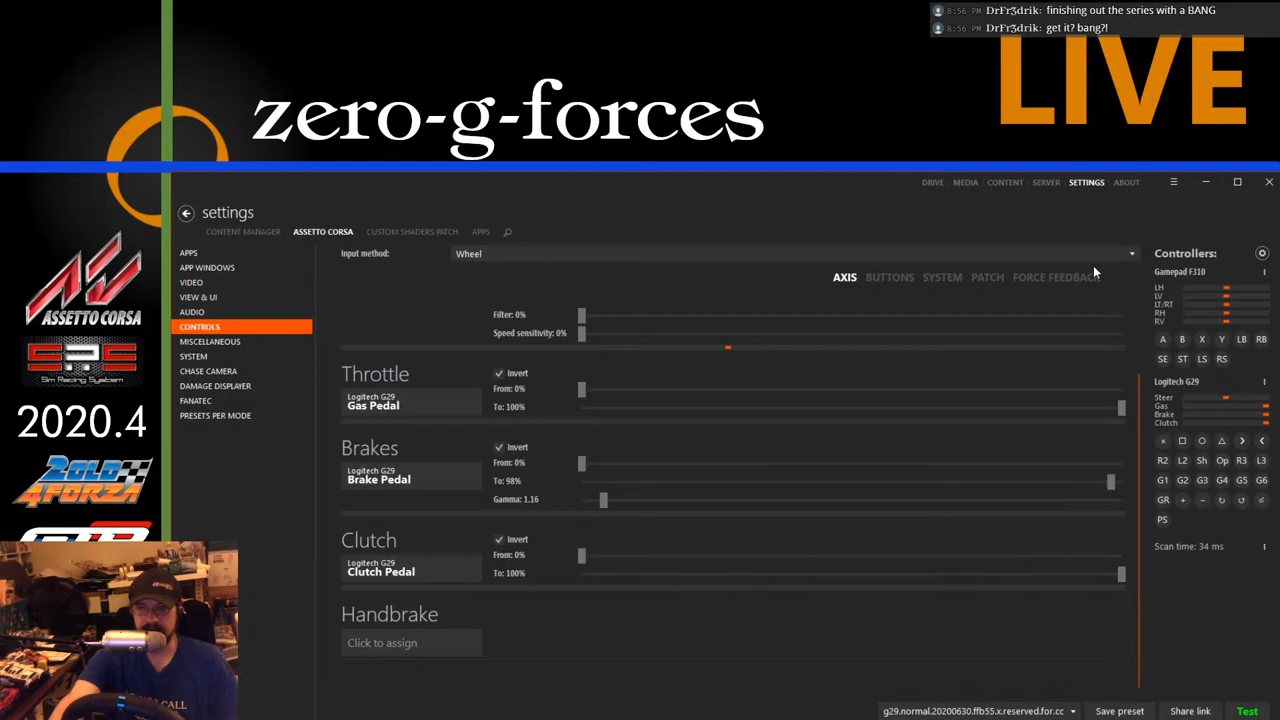 8:56 PM DrFr3drik: finishing out the series with a BANG
8:56 PM DrFr3drik: get it? bang?!
zero-g-forces
LIVE
DRIVE | MEDIA | CONTENT | SERVER | SETTINGS | ABOUT
settings
CONTENT MANAGER ASSETTO CORSA CUSTOM SHADERS PATCH APPS
APPS
APP WINDOWS
VIDEO
VIEW & UI
AUDIO
CONTROLS
MISCELLANEOUS
SYSTEM
CHASE CAMERA
DAMAGE DISPLAYER
FANATEC
PRESETS PER MODE
Input method: Wheel
AXIS BUTTONS SYSTEM PATCH FORCE FEEDBACK
Filter: 0%
Speed sensitivity: 0%
Throttle
Logitech G29
Gas Pedal
Invert
From: 0%
To: 100%
Brakes
Logitech G29
Brake Pedal
Invert
From: 0%
To: 98%
Gamma: 1.16
Clutch
Logitech G29
Clutch Pedal
Invert
From: 0%
To: 100%
Handbrake
Click to assign
Controllers:
Gamepad F310
LH
LV
LT/RT
RH
RV
A B X Y LB RB
SE ST LS RS
Logitech G29
Steer
Gas
Brake
Clutch
R2 L2 Sh Op R3 L3
G1 G2 G3 G4 G5 G6
GR + −
PS
Scan time: 34 ms
g29.normal.20200630.ffb55.x.reserved.for.cc
Save preset
Share link
Test
ASSETTO CORSA
SRS
Sim Racing System
2020.4
2OLD
4FORZA